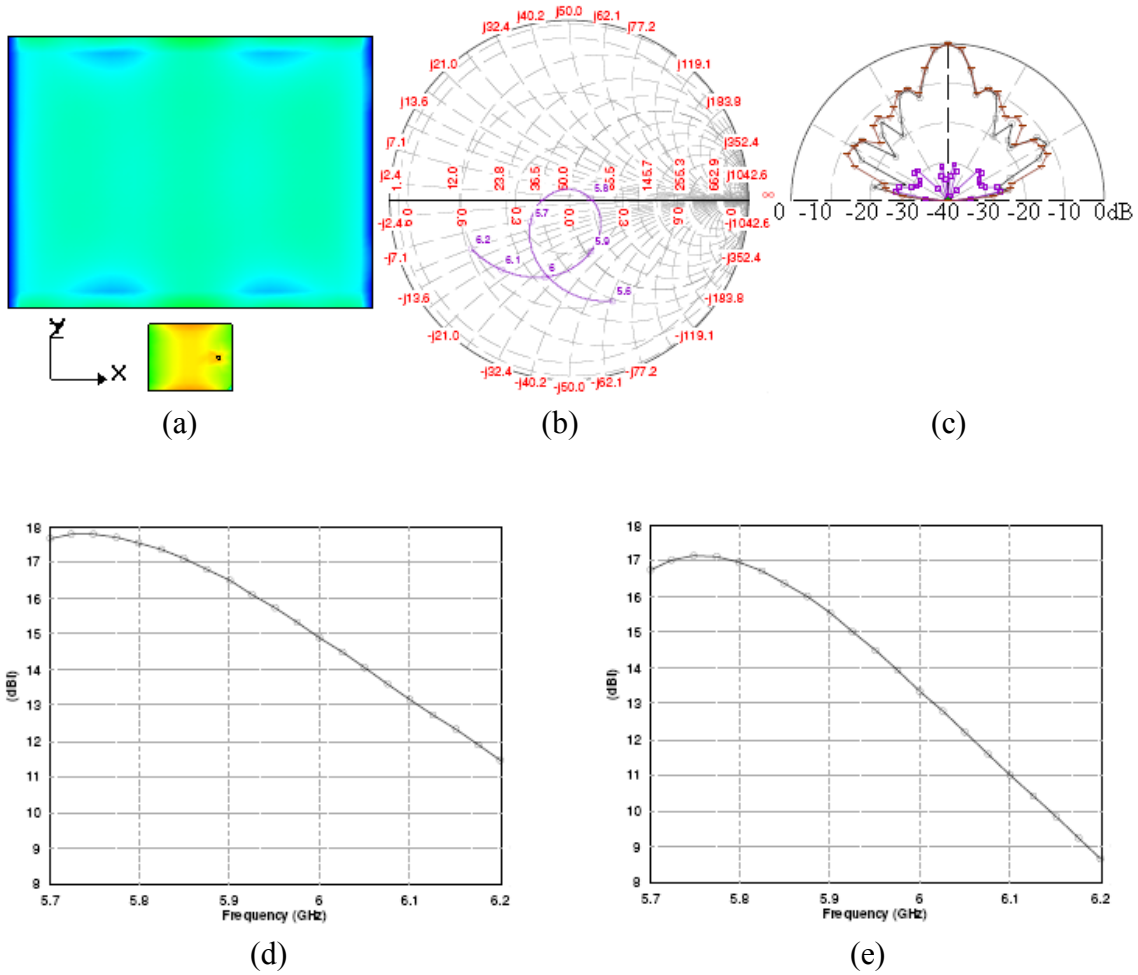 j50.0
j40.2
j62.1
j32.4
j77.2
j21.0
j119.1
j13.6
j183.8
j7.1
j352.4
j2.4
12.0
23.8
36.5
50.0
145.7
255.3
662.9
j1042.6
∞
5.8
5.7
5.9
6.2
6.1
6
5.6
-j2.4
-j1042.6
-j7.1
-j352.4
-j13.6
-j183.8
-j21.0
-j119.1
-j32.4
-j77.2
-j40.2
-j62.1
-j50.0
0 -10 -20 -30 -40 -30 -20 -10 0dB
X
(a)
(b)
(c)
18
17
16
15
14
13
12
11
10
9
8
(dBi)
5.7 5.8 5.9 6 6.1 6.2
Frequency (GHz)
(d)
18
17
16
15
14
13
12
11
10
9
8
(dBi)
5.7 5.8 5.9 6 6.1 6.2
Frequency (GHz)
(e)